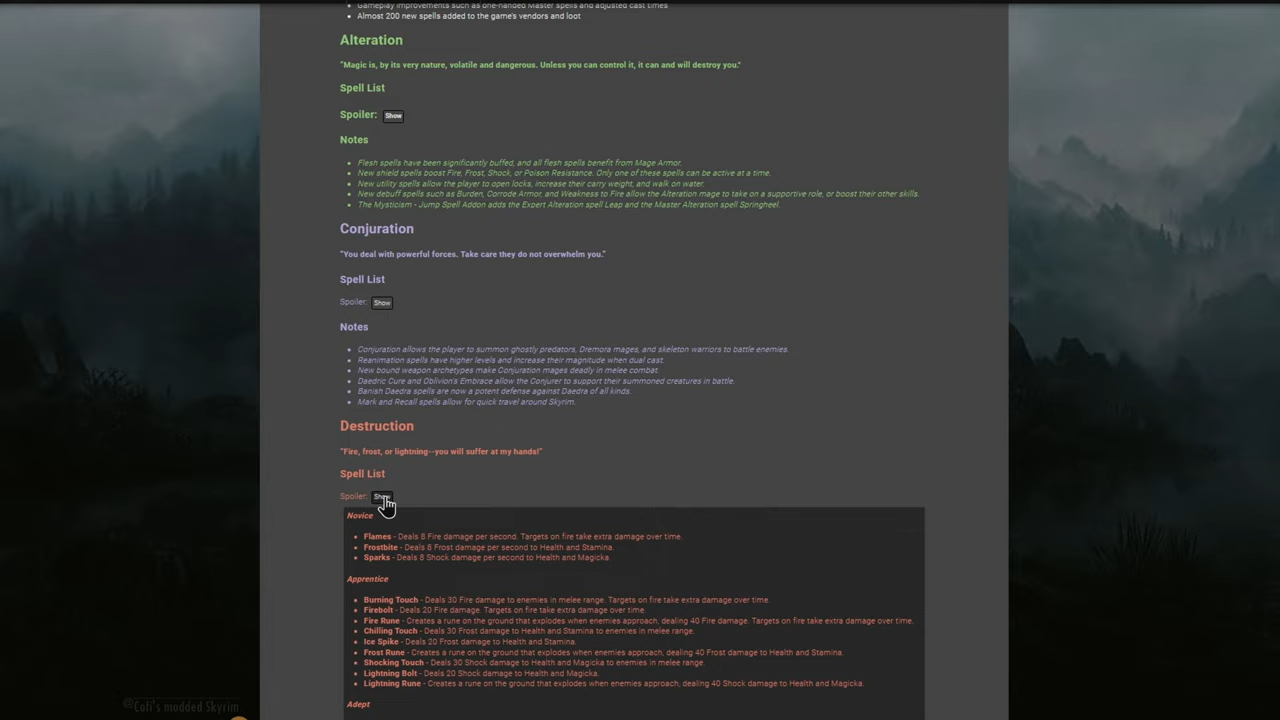 Gameplay improvements such as one-handed Master spells and adjusted cast times
Almost 200 new spells added to the game's vendors and loot
Alteration
"Magic is, by its very nature, volatile and dangerous. Unless you can control it, it can and will destroy you."
Spell List
Spoiler: Show
Notes
Flesh spells have been significantly buffed, and all flesh spells benefit from Mage Armor.
New shield spells boost Fire, Frost, Shock, or Poison Resistance. Only one of these spells can be active at a time.
New utility spells allow the player to open locks, increase their carry weight, and walk on water.
New debuff spells such as Burden, Corrode Armor, and Weakness to Fire allow the Alteration mage to take on a supportive role, or boost their other skills.
The Mysticism - Jump Spell Addon adds the Expert Alteration spell Leap and the Master Alteration spell Springheel.
Conjuration
"You deal with powerful forces. Take care they do not overwhelm you."
Spell List
Spoiler: Show
Notes
Conjuration allows the player to summon ghostly predators, Dremora mages, and skeleton warriors to battle enemies.
Reanimation spells have higher levels and increase their magnitude when dual cast.
New bound weapon archetypes make Conjuration mages deadly in melee combat.
Daedric Cure and Oblivion's Embrace allow the Conjurer to support their summoned creatures in battle.
Banish Daedra spells are now a potent defense against Daedra of all kinds.
Mark and Recall spells allow for quick travel around Skyrim.
Destruction
"Fire, frost, or lightning--you will suffer at my hands!"
Spell List
Spoiler: Show
Novice
Flames - Deals 8 Fire damage per second. Targets on fire take extra damage over time.
Frostbite - Deals 8 Frost damage per second to Health and Stamina.
Sparks - Deals 8 Shock damage per second to Health and Magicka.
Apprentice
Burning Touch - Deals 30 Fire damage to enemies in melee range. Targets on fire take extra damage over time.
Firebolt - Deals 20 Fire damage. Targets on fire take extra damage over time.
Fire Rune - Creates a rune on the ground that explodes when enemies approach, dealing 40 Fire damage. Targets on fire take extra damage over time.
Chilling Touch - Deals 30 Frost damage to Health and Stamina to enemies in melee range.
Ice Spike - Deals 20 Frost damage to Health and Stamina.
Frost Rune - Creates a rune on the ground that explodes when enemies approach, dealing 40 Frost damage to Health and Stamina.
Shocking Touch - Deals 30 Shock damage to Health and Magicka to enemies in melee range.
Lightning Bolt - Deals 20 Shock damage to Health and Magicka.
Lightning Rune - Creates a rune on the ground that explodes when enemies approach, dealing 40 Shock damage to Health and Magicka.
Adept
@Cofi's modded Skyrim